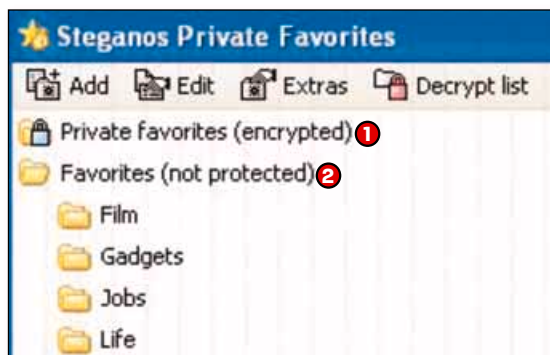 Steganos Private Favorites
Add Edit Extras Decrypt list
Private favorites (encrypted) 1
Favorites (not protected) 2
Film
Gadgets
Jobs
Life